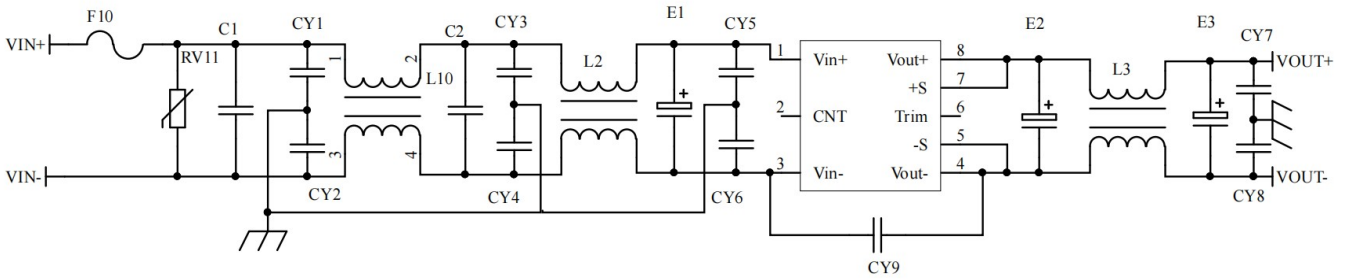 F10
CY1
CY3
E1
CY5
E2
E3
CY7
C1
C2
VIN+
RV11
1
2
L10
L2
1
Vin+
Vout+
8
L3
VOUT+
+S
7
+
+
+
2
CNT
Trim
6
-S
5
3
4
VIN-
3
Vin-
Vout-
4
VOUT-
CY2
CY4
CY6
CY8
CY9